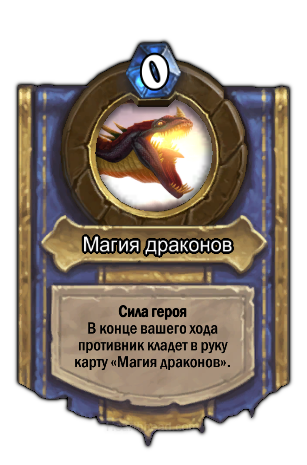 0
Магия драконов
Сила героя
В конце вашего хода
противник кладет в руку
карту «Магия драконов».